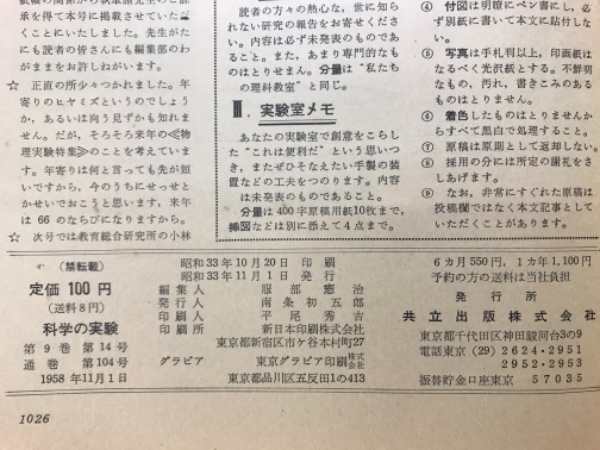 承を得て本号に掲載させていただ
くことにいたしました。先生がた
にも読者の皆さんにも編集部のわ
がままをお許しねがいます。
☆ 正直の所少々つかれました。年
寄りのヒヤミズというのでしょう
か、あるいは向う見ずかも知れま
せん。だが、そろそろ来年の≪物
理実験特集≫のことを考えていま
す。年寄りは何と言っても先が短
いですから、今のうちにせっせと
かせいでおこうと思います。来年
は 66 のならびになりますから。
☆ 次号では教育総合研究所の小林
読者の方々の熱心な、世に知ら
れない研究の報告をお寄せくださ
い。内容は必ず未発表のものであ
ること。また、あまり専門的なも
のはとりません。分量は“私たち
の理科教室”と同じ。
Ⅲ. 実験室メモ
あなたの実験室で創意をこらし
た“これは便利だ”という思いつ
き、またぜひそなえたい手製の装
置などの工夫をつのります。内容
は未発表のものであること。
分量は 400字原稿用紙10枚まで、
挿図などは別に添えて4点まで。
④ 付図は明瞭にペン書にし、必
ず別紙に書いて本文に貼付しな
い。
⑤ 写真は手札判以上、印画紙は
なるべく光沢紙とする。不鮮明
なもの、汚れ、書きこみのある
ものはとりません。
⑥ 着色したものはとりませんか
らすべて黒白で処理すること。
⑦ 原稿は原則として返却しない。
⑧ 採用の分には所定の謝礼をさ
しあげます。
⑨ なお、非常にすぐれた原稿は
投稿欄ではなく本文記事として
いただくことがあります。
(禁転載)
定価 100 円
(送料8円)
科学の実験
第9巻 第14号
通巻 第104号
1958年11月1日
昭和33年10月20日 印刷
昭和33年11月1日 発行
編集人 服部憲治
発行人 南条初五郎
印刷人 平尾秀吉
印刷所 新日本印刷株式会社
東京都新宿区市ケ谷本村町27
グラビア 東京グラビア印刷株式会社
東京都品川区五反田1の413
6カ月550円, 1カ年1,100円
予約の方の送料は当社負担
発行所
共立出版株式会社
東京都千代田区神田駿河台3の9
電話東京 (29) 2624・2951
2952・2953
振替貯金口座東京 57035
1026